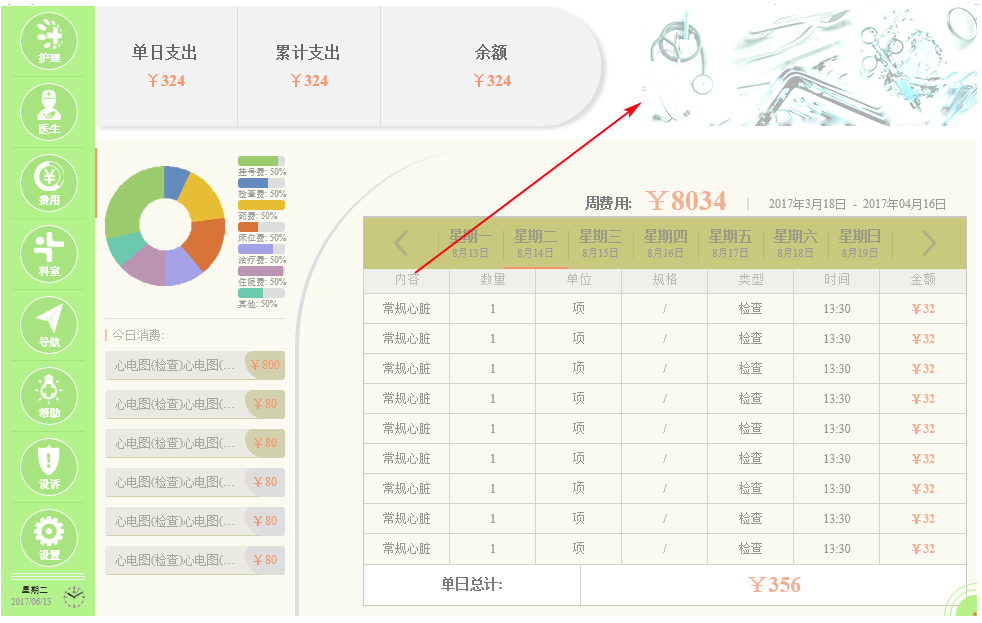 护理
医生
费用
科室
导航
帮助
设诉
设置
星期二
2017/06/13
单日支出
￥324
累计支出
￥324
余额
￥324
挂号费: 50%
检查费: 50%
药费: 50%
床位费: 50%
治疗费: 50%
住院费: 50%
其他: 50%
今日消费:
心电图(检查)心电图(... ￥800
心电图(检查)心电图(... ￥80
心电图(检查)心电图(... ￥80
心电图(检查)心电图(... ￥80
心电图(检查)心电图(... ￥80
心电图(检查)心电图(... ￥80
周费用: ￥8034 | 2017年3月18日 - 2017年04月16日
星期一 星期二 星期三 星期四 星期五 星期六 星期日
8月13日 8月14日 8月15日 8月16日 8月17日 8月18日 8月19日
内容 数量 单位 规格 类型 时间 金额
常规心脏 1 项 / 检查 13:30 ￥32
常规心脏 1 项 / 检查 13:30 ￥32
常规心脏 1 项 / 检查 13:30 ￥32
常规心脏 1 项 / 检查 13:30 ￥32
常规心脏 1 项 / 检查 13:30 ￥32
常规心脏 1 项 / 检查 13:30 ￥32
常规心脏 1 项 / 检查 13:30 ￥32
常规心脏 1 项 / 检查 13:30 ￥32
常规心脏 1 项 / 检查 13:30 ￥32
单日总计: ￥356